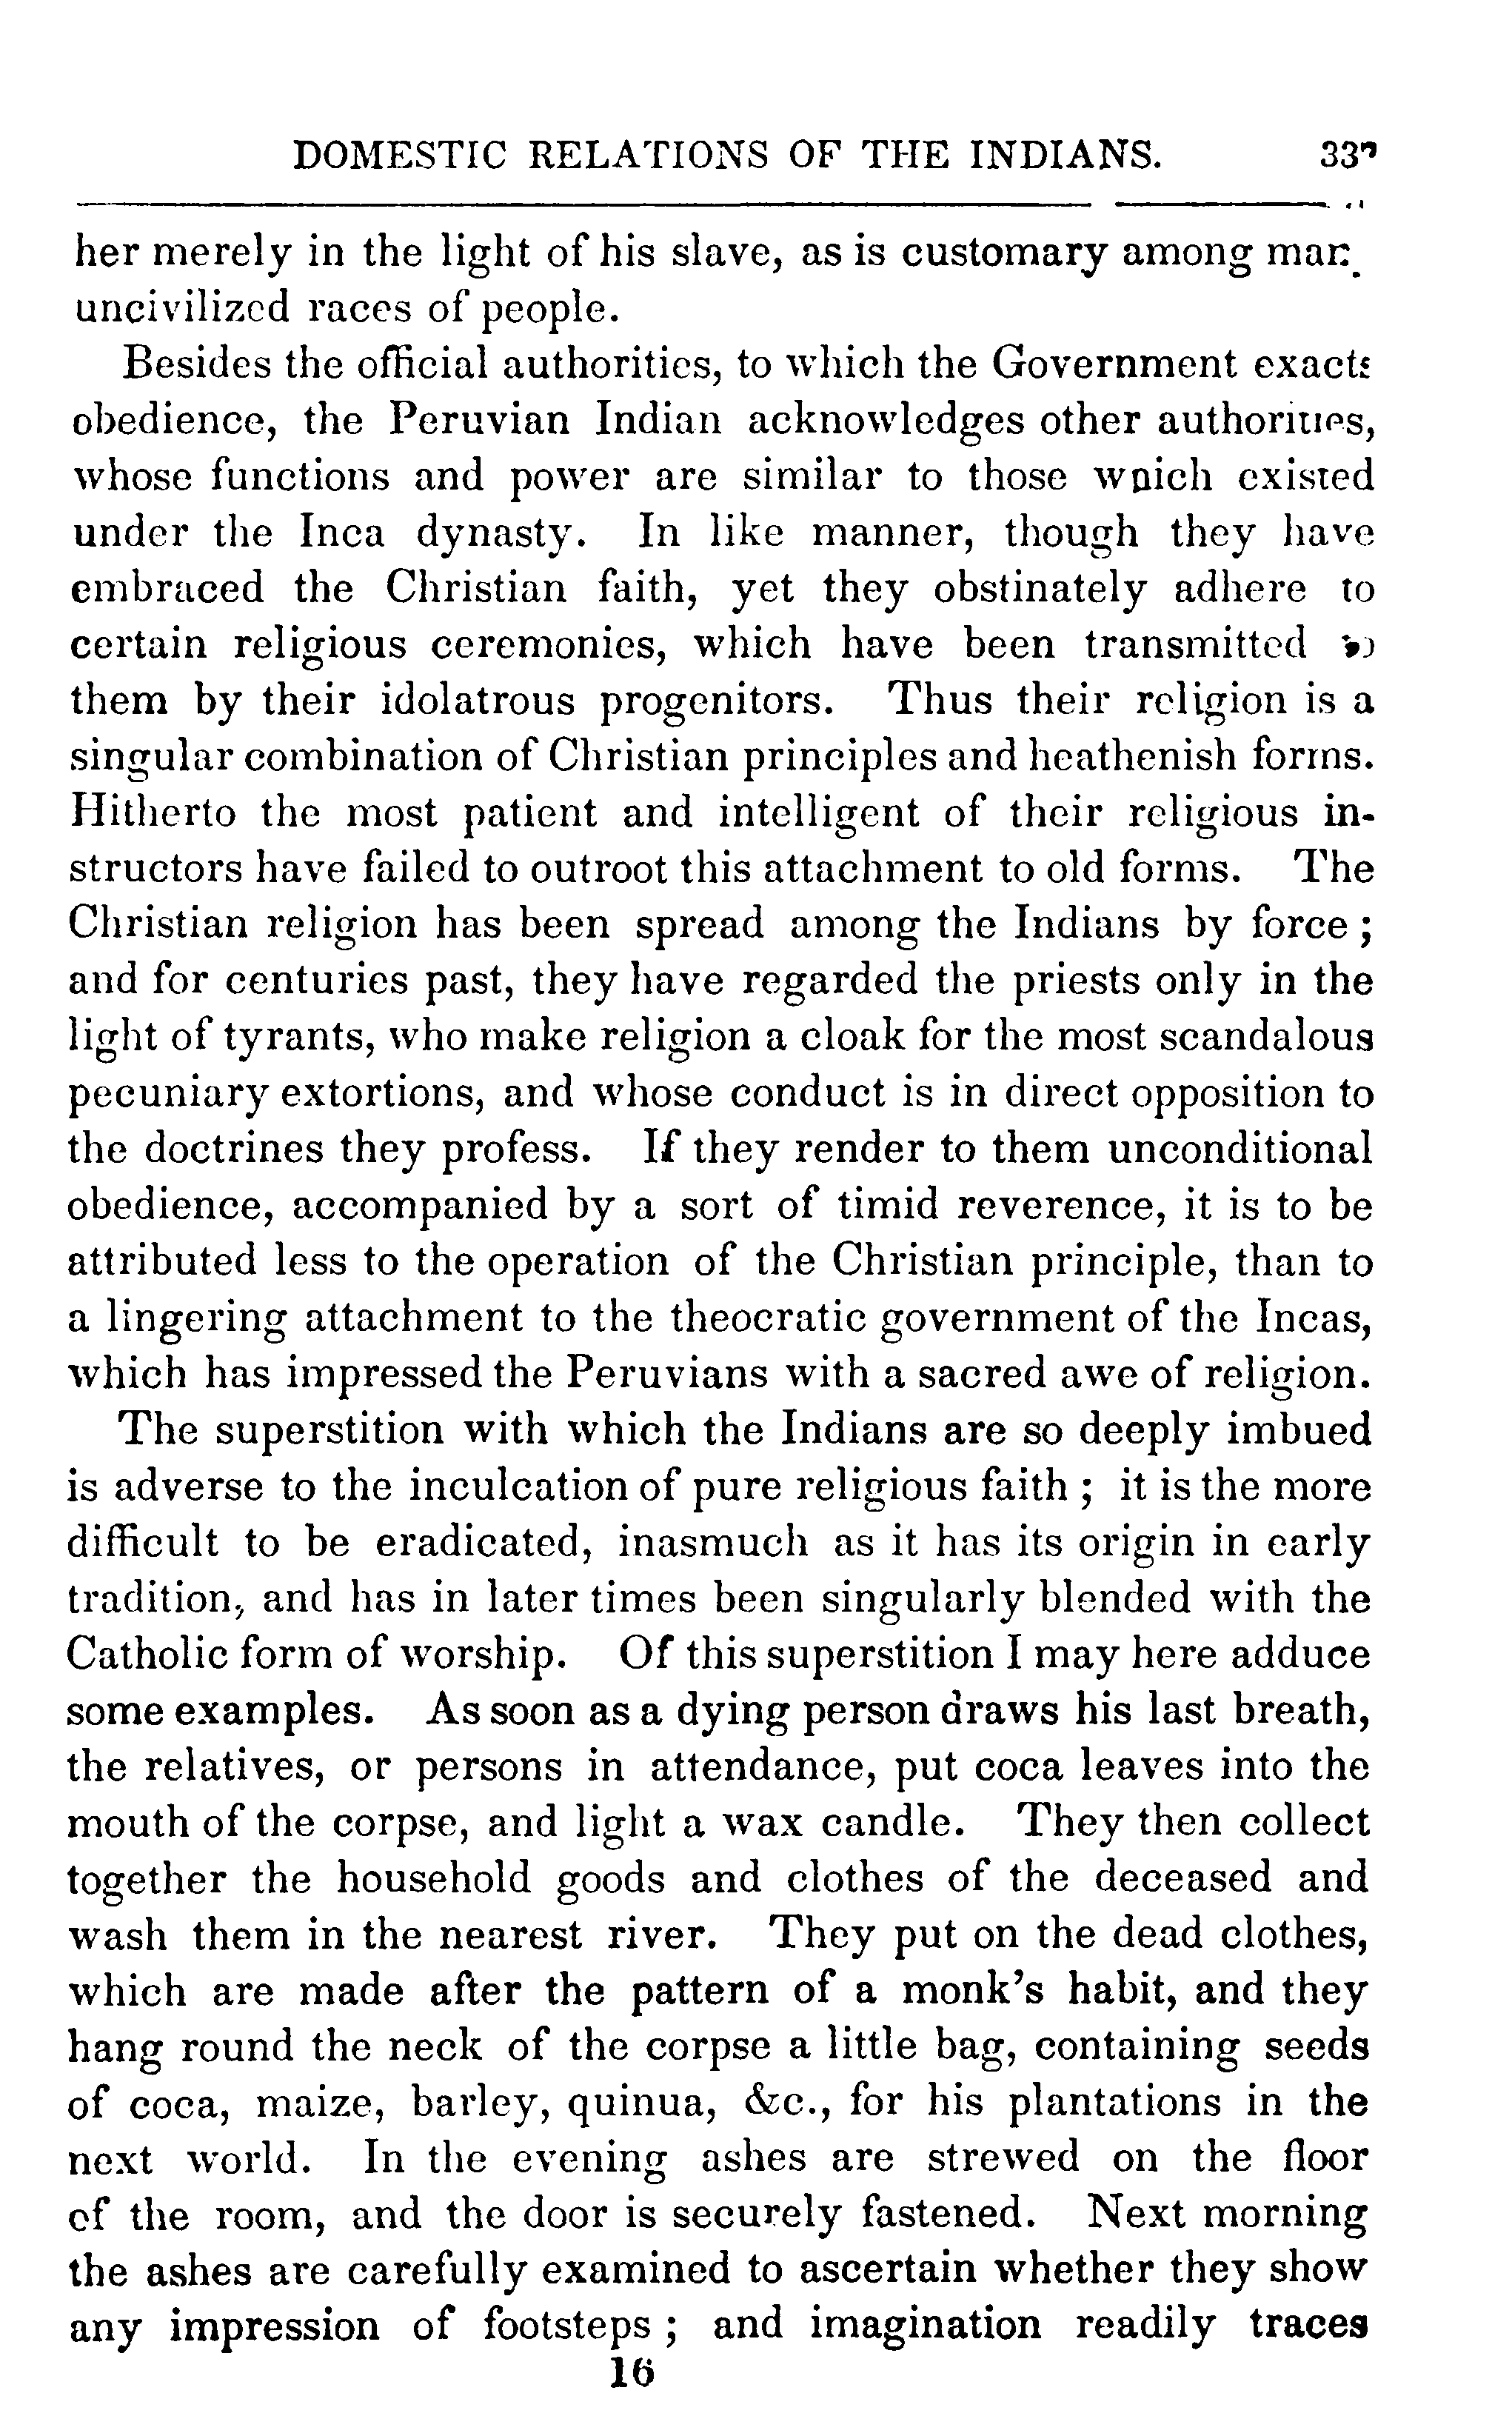 DOMESTIC RELATIONS OF THE INDIANS. 337
her merely in the light of his slave, as is customary among man
uncivilized races of people.
Besides the official authorities, to which the Government exacts
obedience, the Peruvian Indian acknowledges other authorities,
whose functions and power are similar to those which existed
under the Inca dynasty. In like manner, though they have
embraced the Christian faith, yet they obstinately adhere to
certain religious ceremonies, which have been transmitted to
them by their idolatrous progenitors. Thus their religion is a
singular combination of Christian principles and heathenish forms.
Hitherto the most patient and intelligent of their religious in-
structors have failed to outroot this attachment to old forms. The
Christian religion has been spread among the Indians by force ;
and for centuries past, they have regarded the priests only in the
light of tyrants, who make religion a cloak for the most scandalous
pecuniary extortions, and whose conduct is in direct opposition to
the doctrines they profess. If they render to them unconditional
obedience, accompanied by a sort of timid reverence, it is to be
attributed less to the operation of the Christian principle, than to
a lingering attachment to the theocratic government of the Incas,
which has impressed the Peruvians with a sacred awe of religion.
The superstition with which the Indians are so deeply imbued
is adverse to the inculcation of pure religious faith ; it is the more
difficult to be eradicated, inasmuch as it has its origin in early
tradition, and has in later times been singularly blended with the
Catholic form of worship. Of this superstition I may here adduce
some examples. As soon as a dying person draws his last breath,
the relatives, or persons in attendance, put coca leaves into the
mouth of the corpse, and light a wax candle. They then collect
together the household goods and clothes of the deceased and
wash them in the nearest river. They put on the dead clothes,
which are made after the pattern of a monk's habit, and they
hang round the neck of the corpse a little bag, containing seeds
of coca, maize, barley, quinua, &c., for his plantations in the
next world. In the evening ashes are strewed on the floor
of the room, and the door is securely fastened. Next morning
the ashes are carefully examined to ascertain whether they show
any impression of footsteps ; and imagination readily traces
16